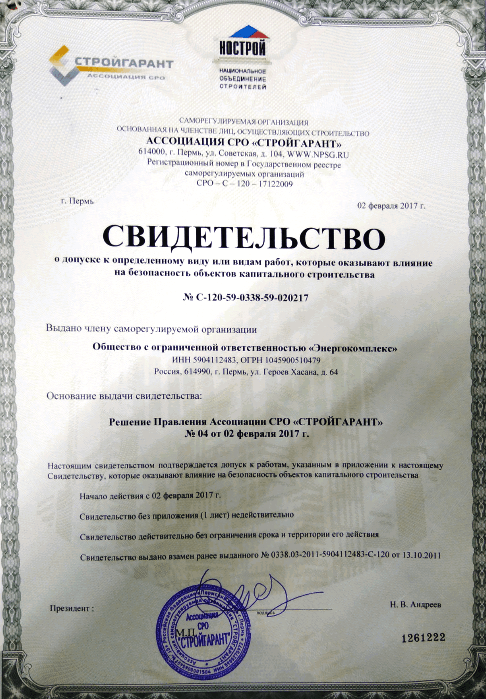 СТРОЙГАРАНТ
АССОЦИАЦИЯ СРО
НОСТРОЙ
НАЦИОНАЛЬНОЕ
ОБЪЕДИНЕНИЕ
СТРОИТЕЛЕЙ
САМОРЕГУЛИРУЕМАЯ ОРГАНИЗАЦИЯ
ОСНОВАННАЯ НА ЧЛЕНСТВЕ ЛИЦ, ОСУЩЕСТВЛЯЮЩИХ СТРОИТЕЛЬСТВО
АССОЦИАЦИЯ СРО «СТРОЙГАРАНТ»
614000, г. Пермь, ул. Советская, д. 104, WWW.NPSG.RU
Регистрационный номер в Государственном реестре
саморегулируемых организаций
СРО – С – 120 – 17122009
г. Пермь
02 февраля 2017 г.
СВИДЕТЕЛЬСТВО
о допуске к определенному виду или видам работ, которые оказывают влияние
на безопасность объектов капитального строительства
№ С-120-59-0338-59-020217
Выдано члену саморегулируемой организации
Общество с ограниченной ответственностью «Энергокомплекс»
ИНН 5904112483, ОГРН 1045900510479
Россия, 614990, г. Пермь, ул. Героев Хасана, д. 64
Основание выдачи свидетельства:
Решение Правления Ассоциации СРО «СТРОЙГАРАНТ»
№ 04 от 02 февраля 2017 г.
Настоящим свидетельством подтверждается допуск к работам, указанным в приложении к настоящему
Свидетельству, которые оказывают влияние на безопасность объектов капитального строительства
Начало действия с 02 февраля 2017 г.
Свидетельство без приложения (1 лист) недействительно
Свидетельство действительно без ограничения срока и территории его действия
Свидетельство выдано взамен ранее выданного № 0338.03-2011-5904112483-С-120 от 13.10.2011
Президент :
Н. В. Андреев
М.П.
Ассоциация
СРО
"СТРОЙГАРАНТ"
1261222